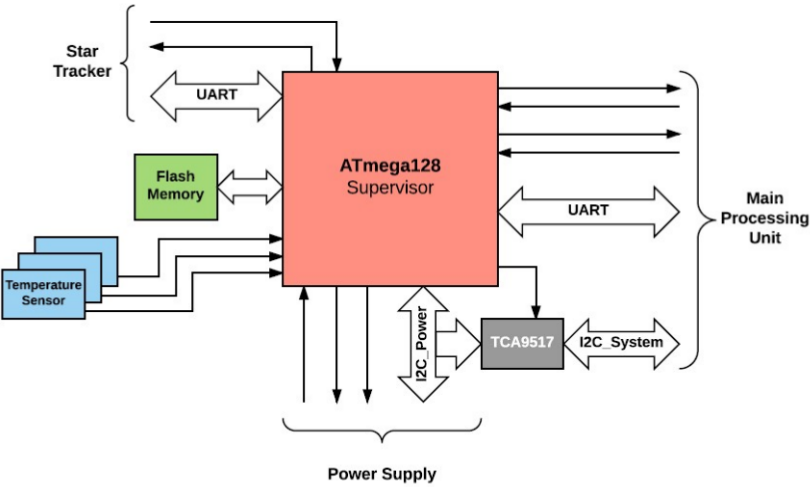 Star
Tracker
UART
ATmega128
Supervisor
Flash
Memory
UART
Main
Processing
Unit
Temperature
Sensor
I2C_Power
TCA9517
I2C_System
Power Supply